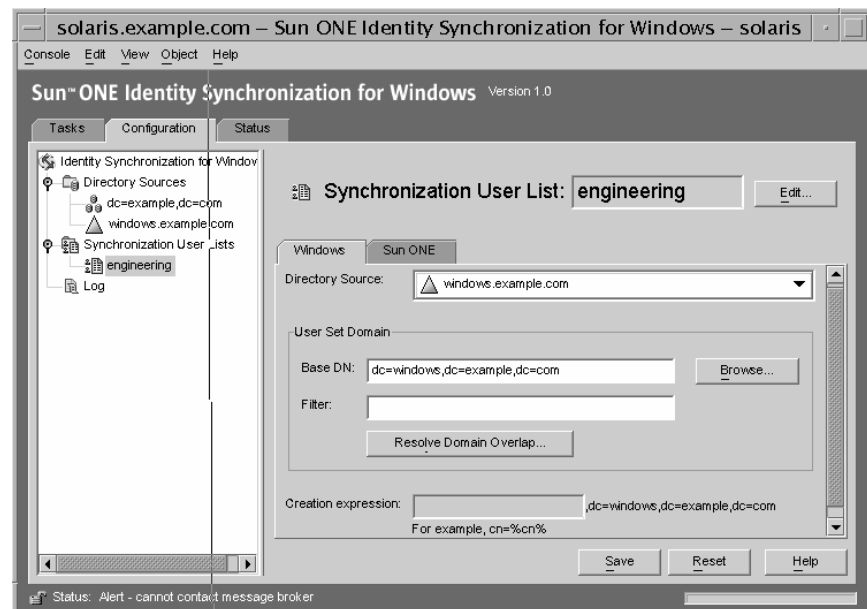 solaris.example.com – Sun ONE Identity Synchronization for Windows – solaris
Console Edit View Object Help
Sun™ ONE Identity Synchronization for Windows Version 1.0
Tasks Configuration Status
Identity Synchronization for Window
Directory Sources
dc=example,dc=com
windows.example.com
Synchronization User Lists
engineering
Log
Synchronization User List: engineering Edit...
Windows Sun ONE
Directory Source: windows.example.com
User Set Domain
Base DN: dc=windows,dc=example,dc=com Browse...
Filter:
Resolve Domain Overlap...
Creation expression: ,dc=windows,dc=example,dc=com
For example, cn=%cn%
Save Reset Help
Status: Alert - cannot contact message broker